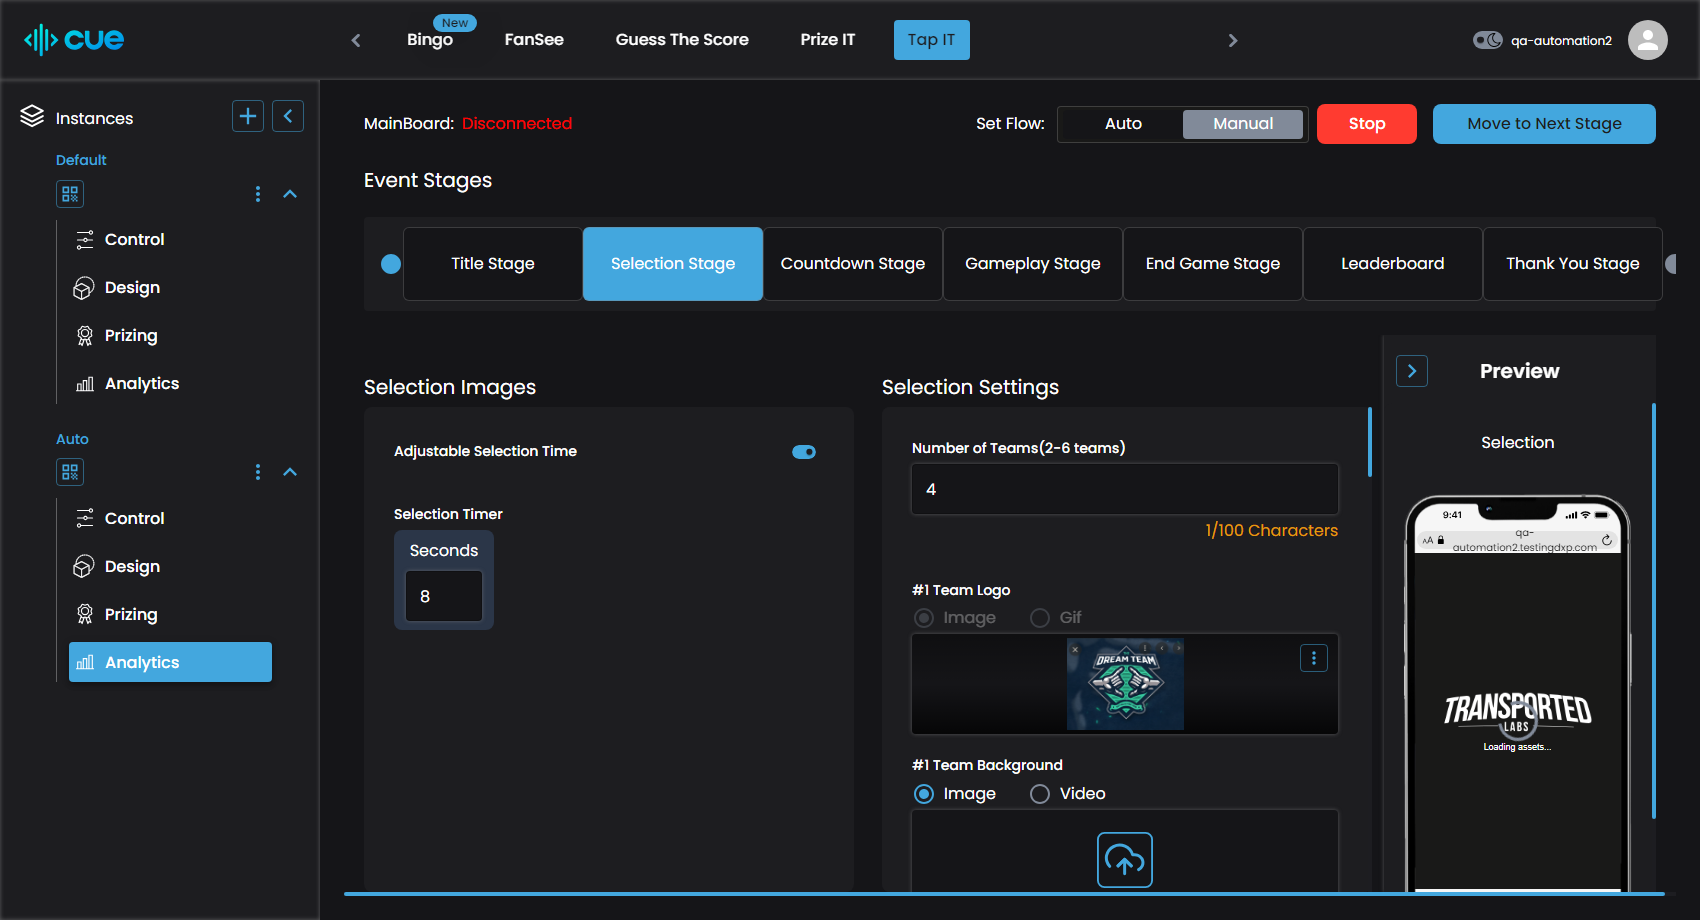 cue
New
Bingo
FanSee
Guess The Score
Prize IT
Tap IT
qa-automation2
Instances
Default
Control
Design
Prizing
Analytics
Auto
Control
Design
Prizing
Analytics
MainBoard: Disconnected
Set Flow:
Auto
Manual
Stop
Move to Next Stage
Event Stages
Title Stage
Selection Stage
Countdown Stage
Gameplay Stage
End Game Stage
Leaderboard
Thank You Stage
Selection Images
Adjustable Selection Time
Selection Timer
Seconds
8
Selection Settings
Number of Teams(2-6 teams)
4
1/100 Characters
#1 Team Logo
Image
Gif
DREAM TEAM
#1 Team Background
Image
Video
Preview
Selection
9:41
AA
qa-
automation2.testingdxp.com
TRANSPORTED
LABS
Loading assets...